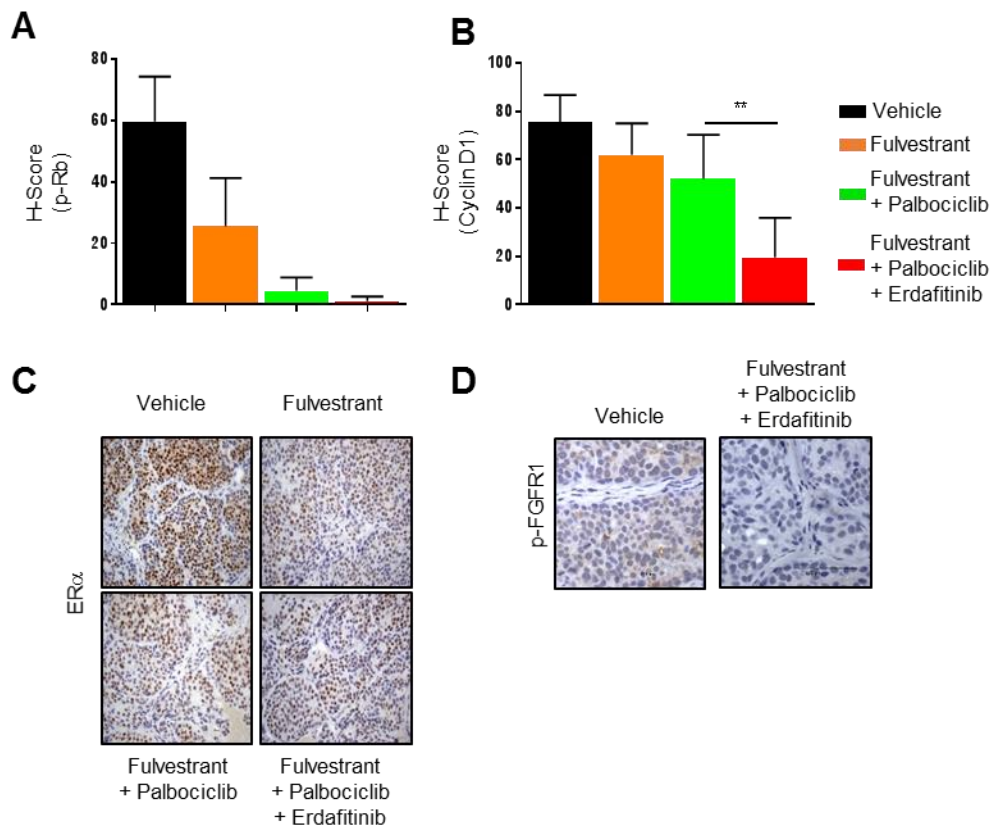 A
80
60
40
20
0
H-Score
(p-Rb)
B
100
80
60
40
20
0
H-Score
(Cyclin D1)
**
Vehicle
Fulvestrant
Fulvestrant
+ Palbociclib
Fulvestrant
+ Palbociclib
+ Erdafitinib
C
Vehicle
Fulvestrant
ERα
Fulvestrant
+ Palbociclib
Fulvestrant
+ Palbociclib
+ Erdafitinib
D
Vehicle
Fulvestrant
+ Palbociclib
+ Erdafitinib
p-FGFR1